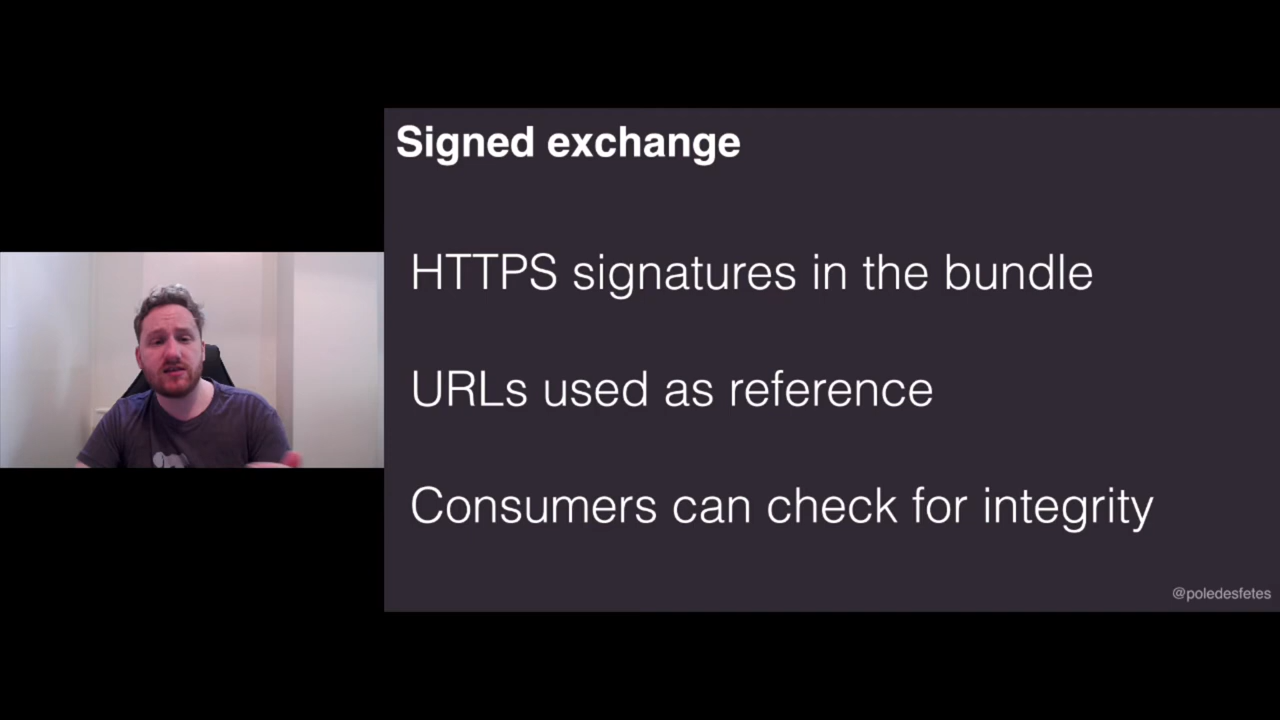 Signed exchange
HTTPS signatures in the bundle
URLs used as reference
Consumers can check for integrity
@poledesfetes